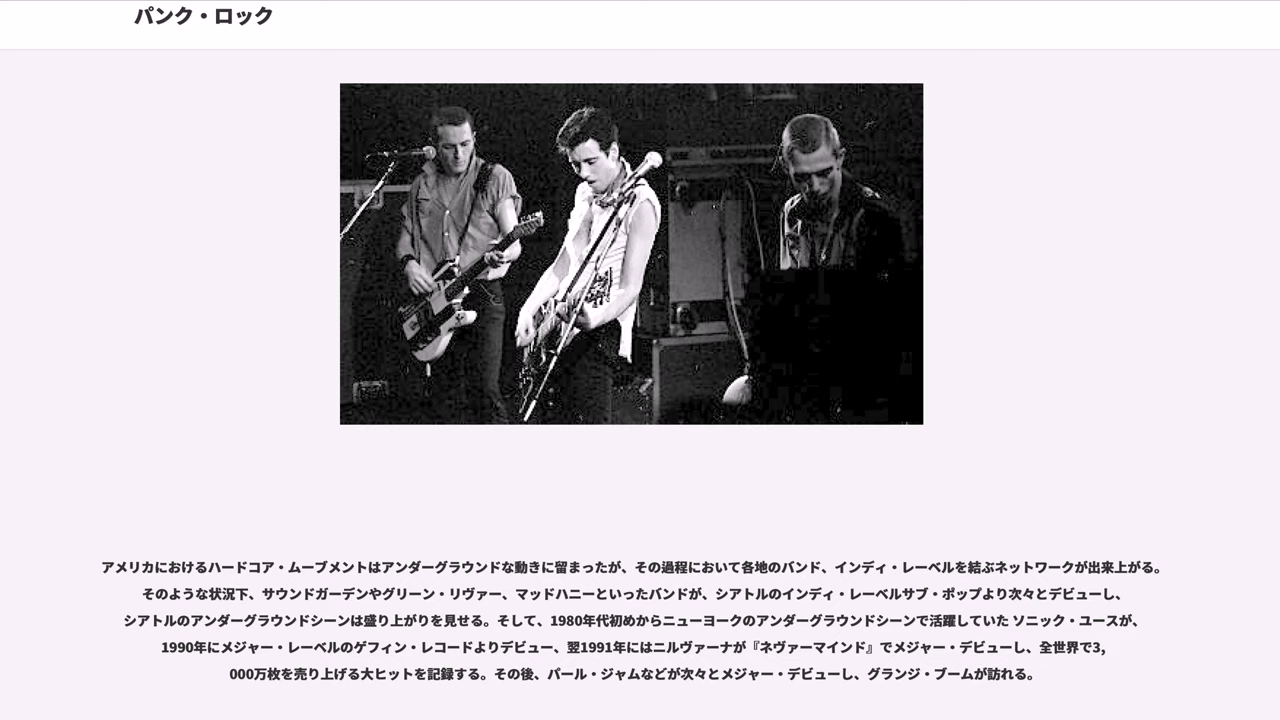 パンク・ロック
アメリカにおけるハードコア・ムーブメントはアンダーグラウンドな動きに留まったが、その過程において各地のバンド、インディ・レーベルを結ぶネットワークが出来上がる。
そのような状況下、サウンドガーデンやグリーン・リヴァー、マッドハニーといったバンドが、シアトルのインディ・レーベルサブ・ポップより次々とデビューし、
シアトルのアンダーグラウンドシーンは盛り上がりを見せる。そして、1980年代初めからニューヨークのアンダーグラウンドシーンで活躍していた ソニック・ユースが、
1990年にメジャー・レーベルのゲフィン・レコードよりデビュー、翌1991年にはニルヴァーナが『ネヴァーマインド』でメジャー・デビューし、全世界で3,
000万枚を売り上げる大ヒットを記録する。その後、パール・ジャムなどが次々とメジャー・デビューし、グランジ・ブームが訪れる。